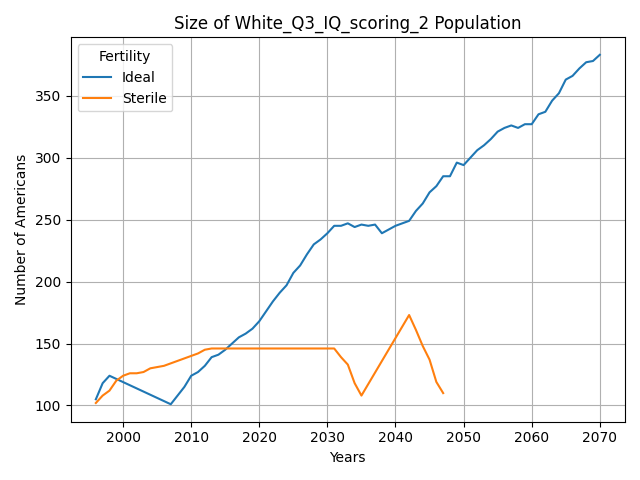 Size of White_Q3_IQ_scoring_2 Population
Fertility
Ideal
Sterile
Number of Americans
350
300
250
200
150
100
2000 2010 2020 2030 2040 2050 2060 2070
Years